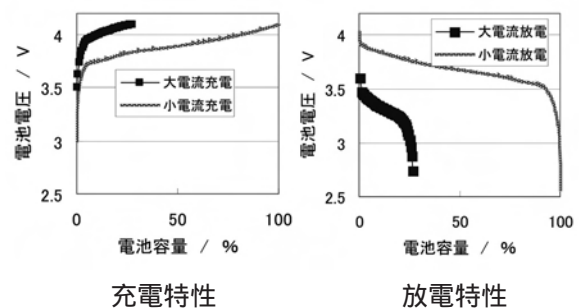 電池電圧 / V
4
3.5
3
2.5
大電流充電
小電流充電
0
50
100
電池容量 / %
充電特性
電池電圧 / V
4
3.5
3
2.5
大電流放電
小電流放電
0
50
100
電池容量 / %
放電特性